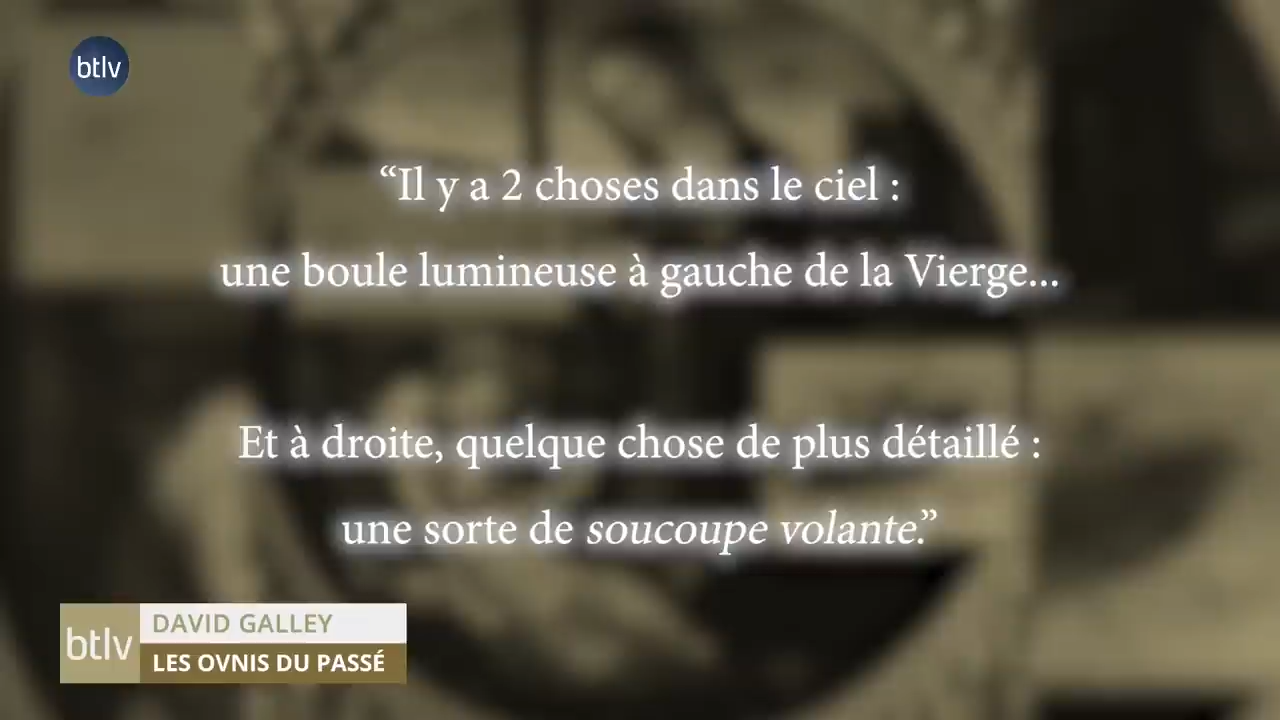 btlv
“Il y a 2 choses dans le ciel :
une boule lumineuse à gauche de la Vierge...
Et à droite, quelque chose de plus détaillé :
une sorte de soucoupe volante.”
btlv
DAVID GALLEY
LES OVNIS DU PASSÉ